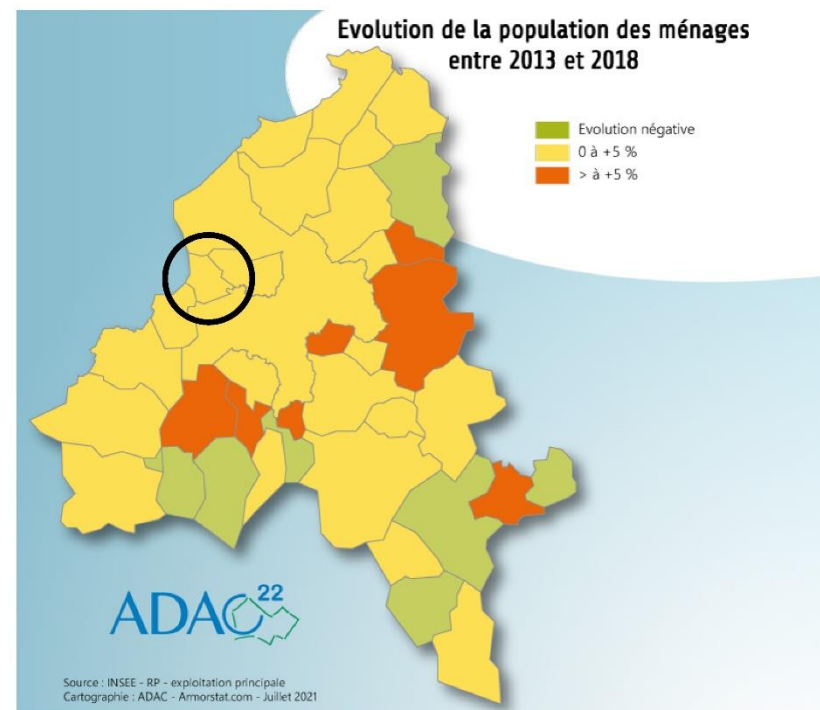 Evolution de la population des ménages
entre 2013 et 2018
Evolution négative
0 à +5 %
> à +5 %
ADAC 22
Source : INSEE - RP - exploitation principale
Cartographie : ADAC - Armorstat.com - Juillet 2021